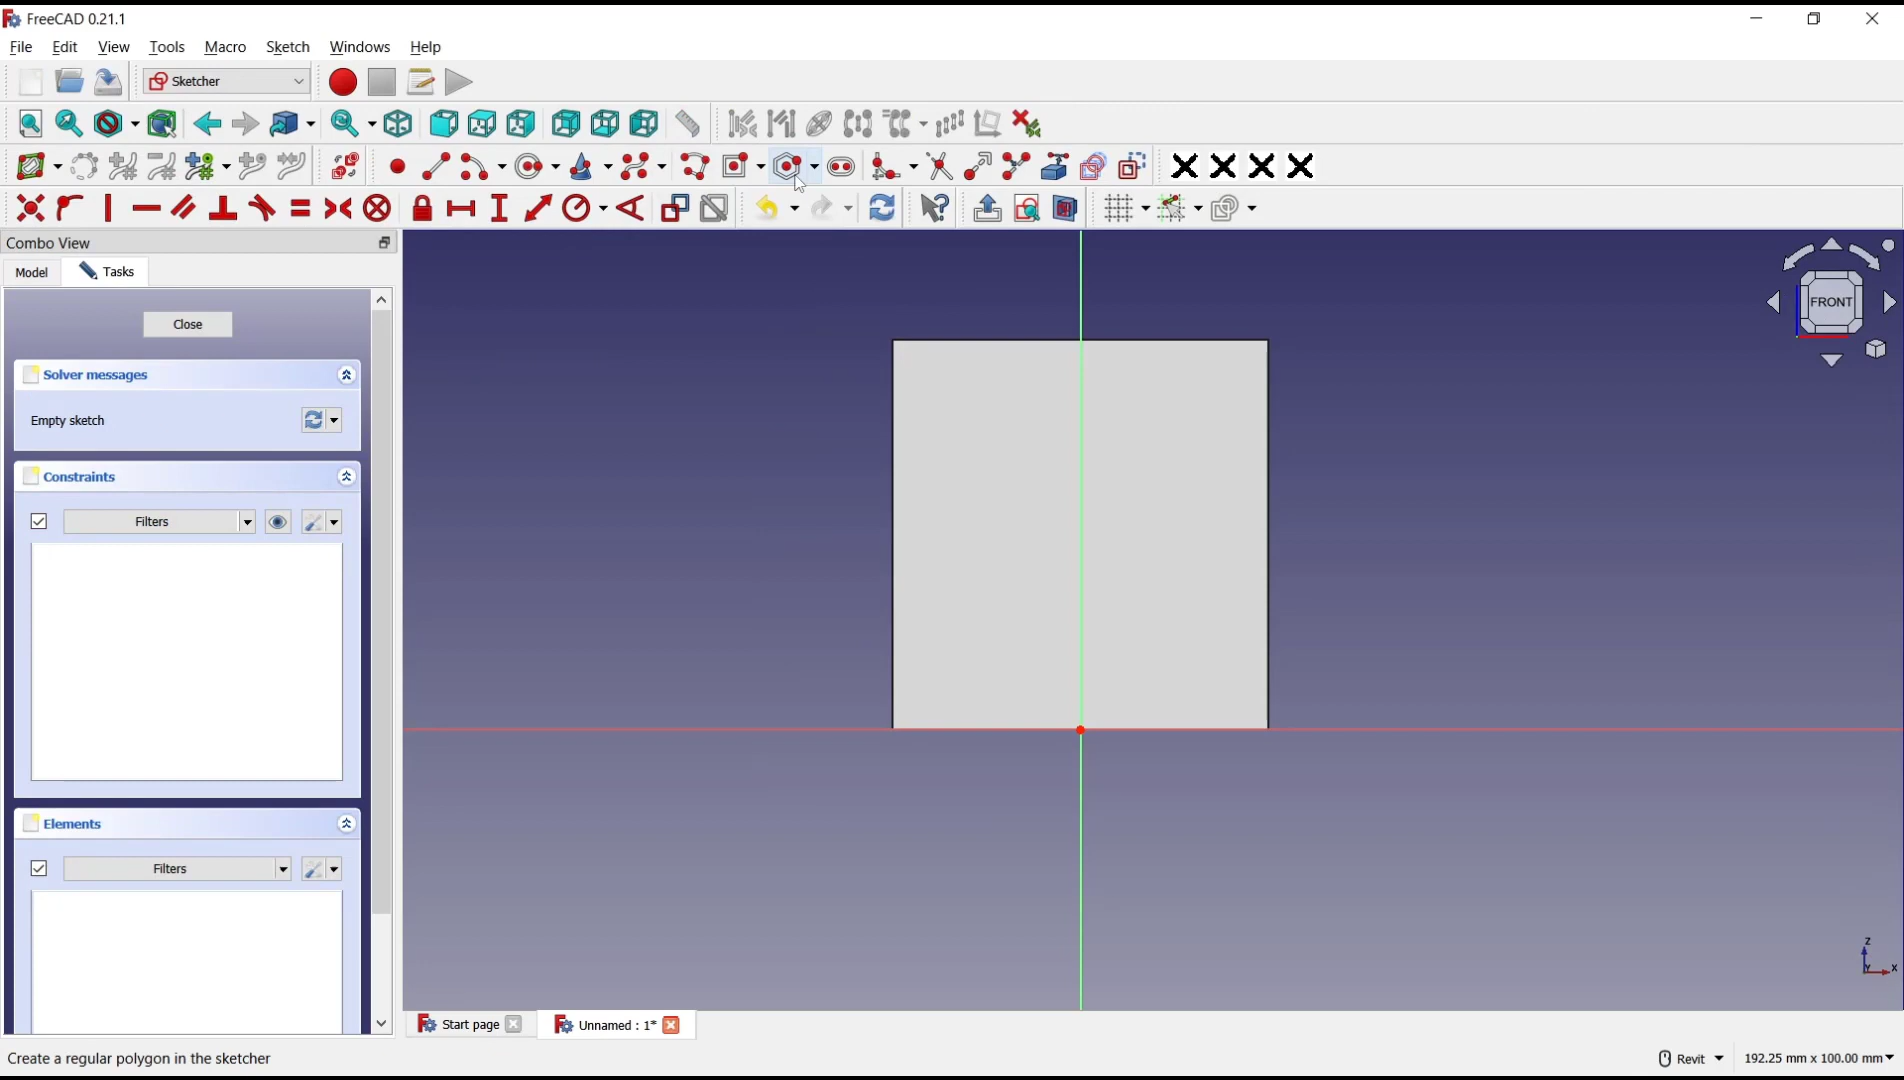 FreeCAD 0.21.1
File Edit View Tools Macro Sketch Windows Help
Sketcher
Combo View
Model Tasks
Close
Solver messages
Empty sketch
Constraints
Filters
Elements
Filters
FRONT
Z
Y X
Start page Unnamed : 1*
Create a regular polygon in the sketcher
Revit 192.25 mm x 100.00 mm